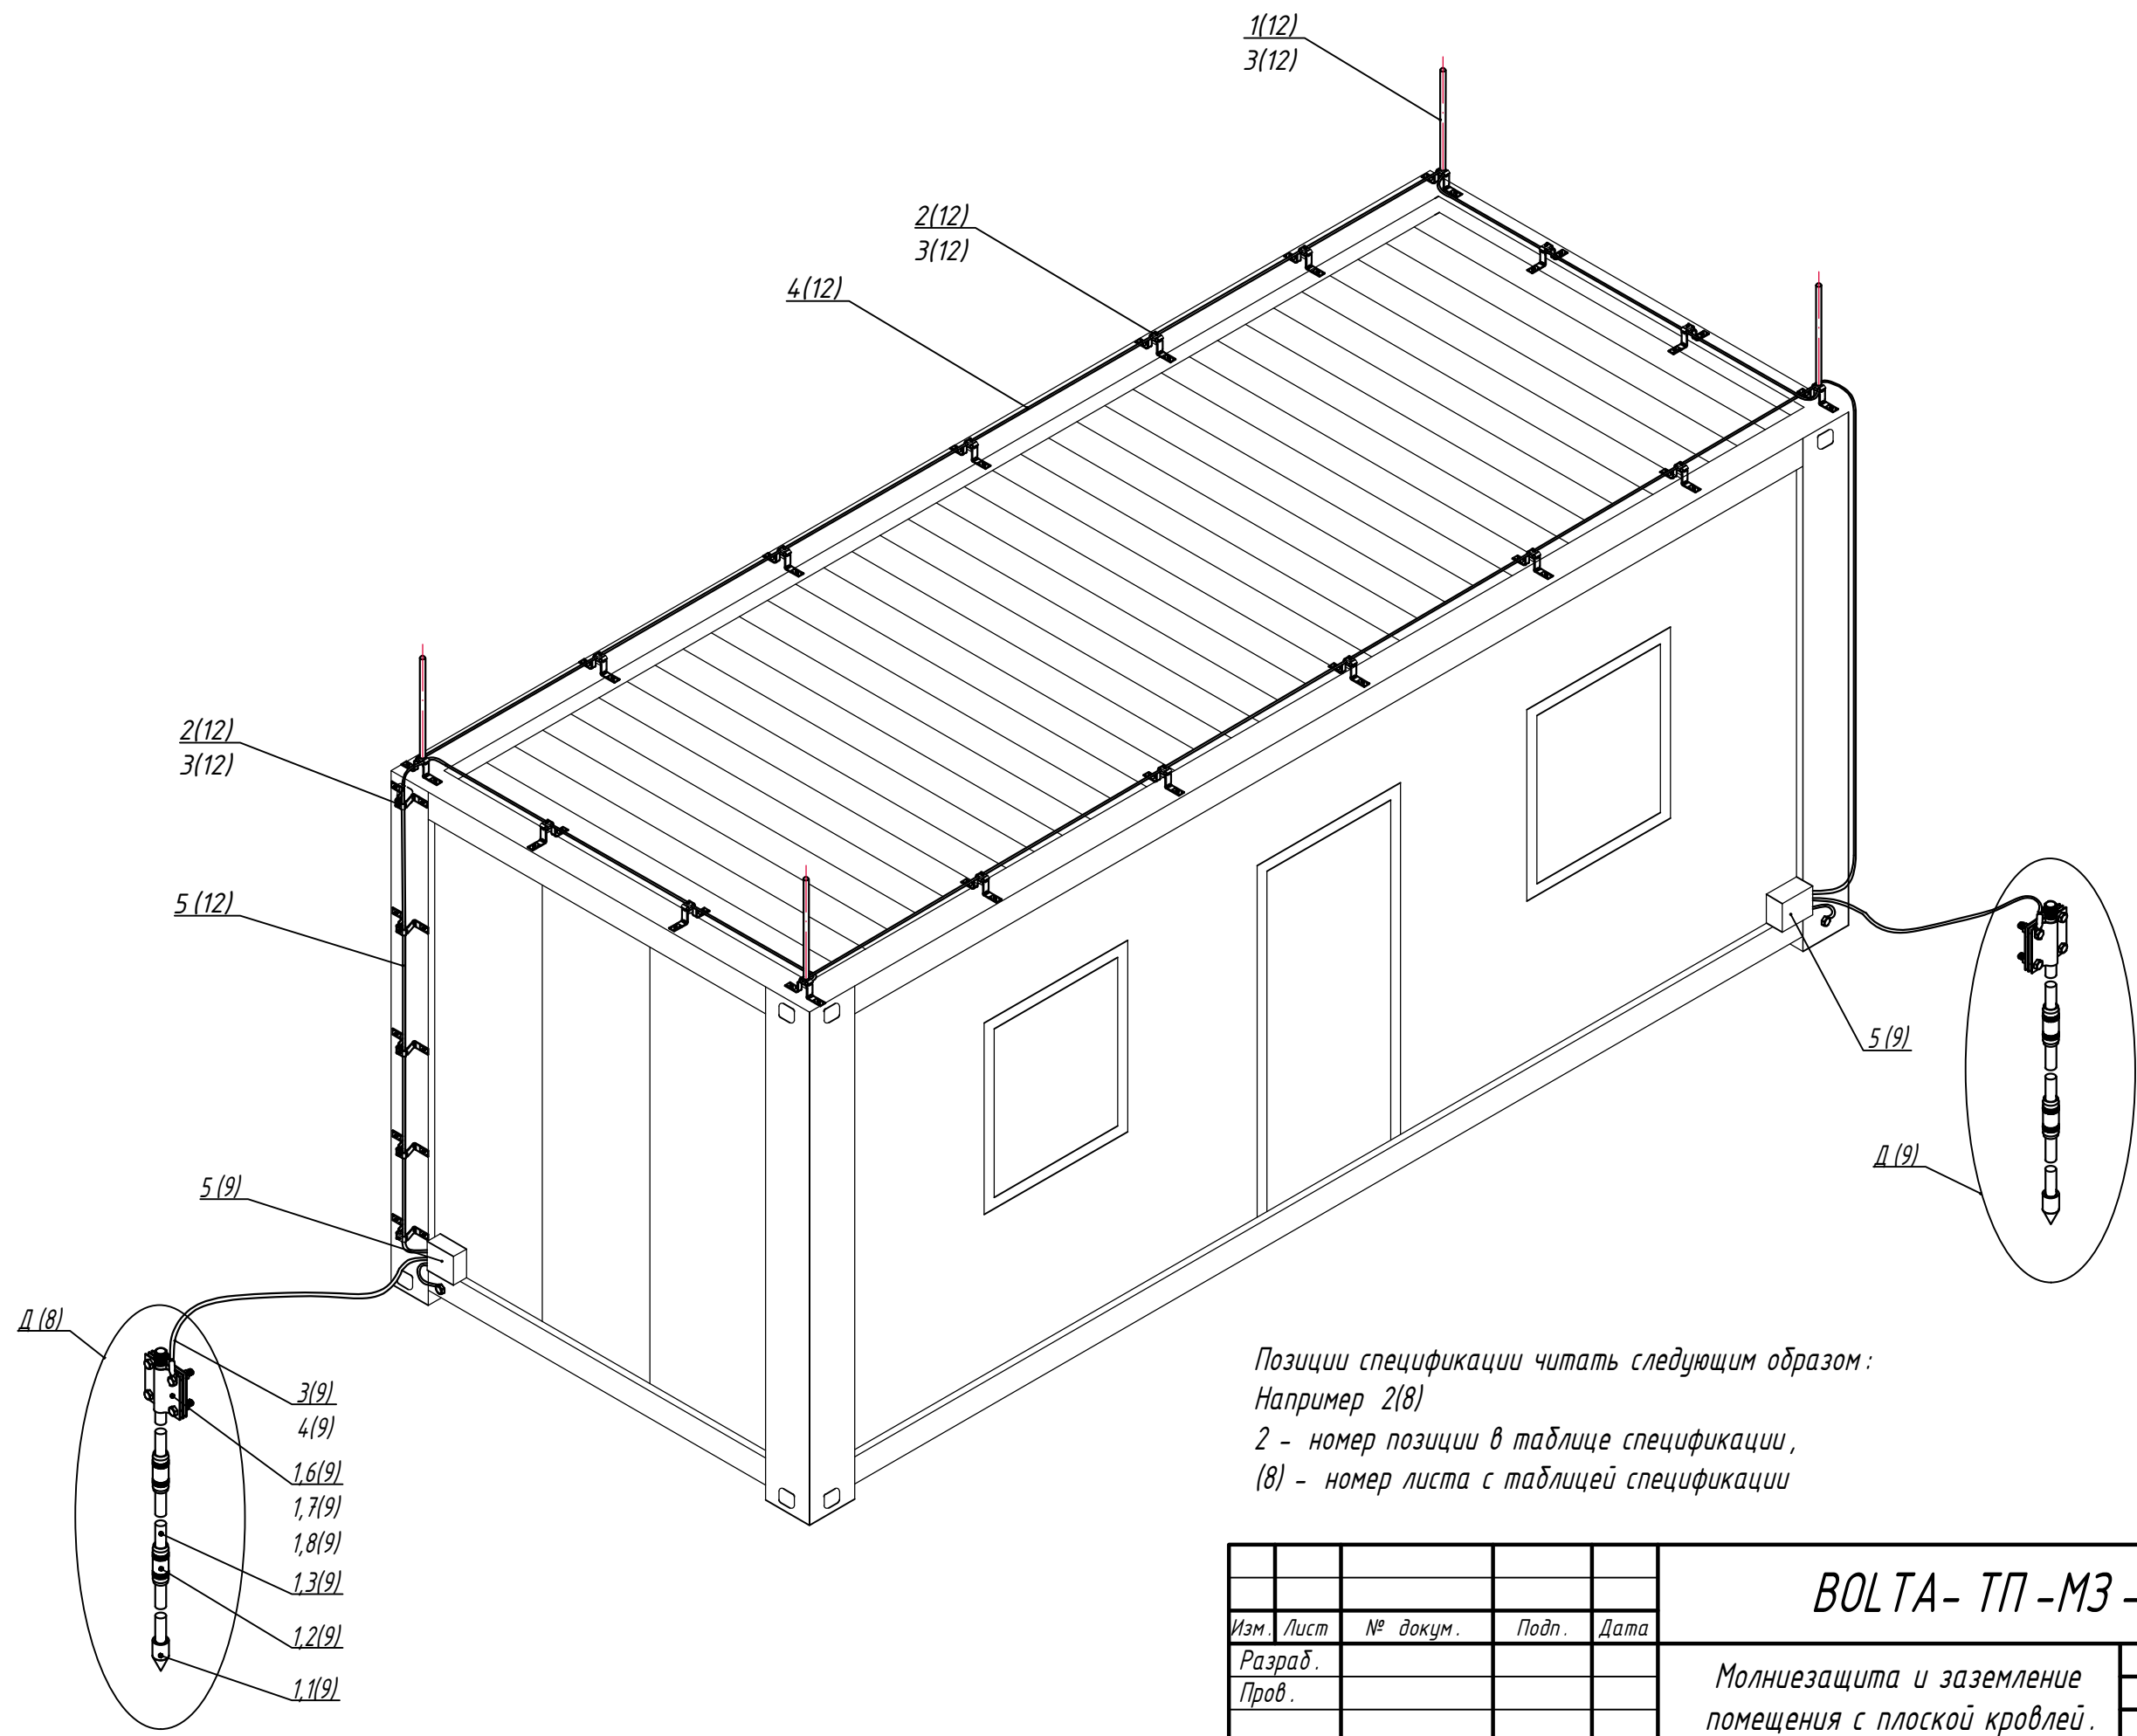 1(12)
3(12)
2(12)
3(12)
4(12)
2(12)
3(12)
5(12)
5(9)
5(9)
Д(9)
Д(8)
3(9)
4(9)
1,6(9)
1,7(9)
1,8(9)
1,3(9)
1,2(9)
1,1(9)
Позиции спецификации читать следующим образом:
Например 2(8)
2 - номер позиции в таблице спецификации,
(8) - номер листа с таблицей спецификации
BOLTA- ТП -МЗ -
Изм. Лист № докум. Подп. Дата
Разраб.
Пров.
Молниезащита и заземление
помещения с плоской кровлей.